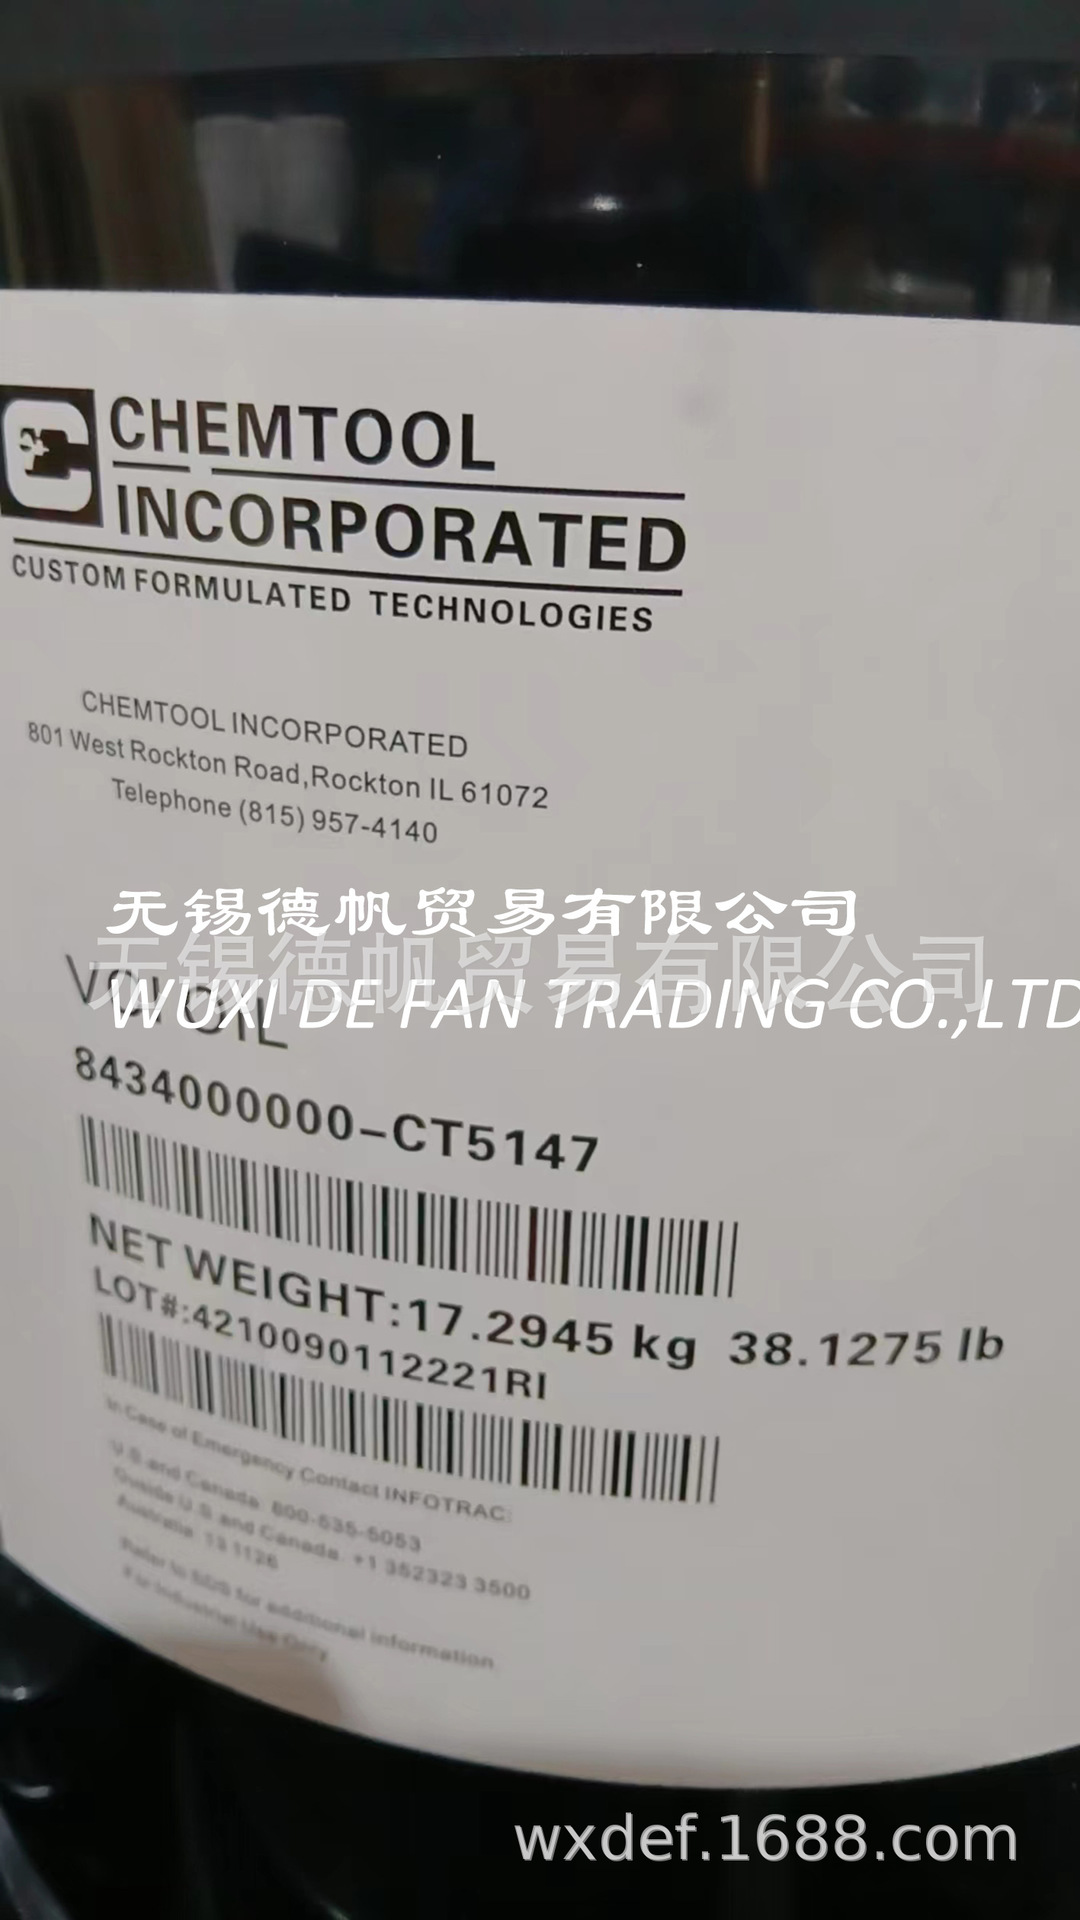 CHEMTOOL
INCORPORATED
CUSTOM FORMULATED TECHNOLOGIES
CHEMTOOL INCORPORATED
801 West Rockton Road,Rockton IL 61072
Telephone (815) 957-4140
无锡德帆贸易有限公司
无锡德帆贸易有限公司
WUXI DE FAN TRADING CO.,LTD
8434000000-CT5147
NET WEIGHT:17.2945 kg 38.1275 lb
LOT#:4210090112221RI
In Case of Emergency Contact INFOTRAC:
U.S and Canada 800-535-5053
Outside U.S and Canada +1 352323 3500
Australia 13 1126
Refer to SDS for additional information
For Industrial Use Only
wxdef.1688.com